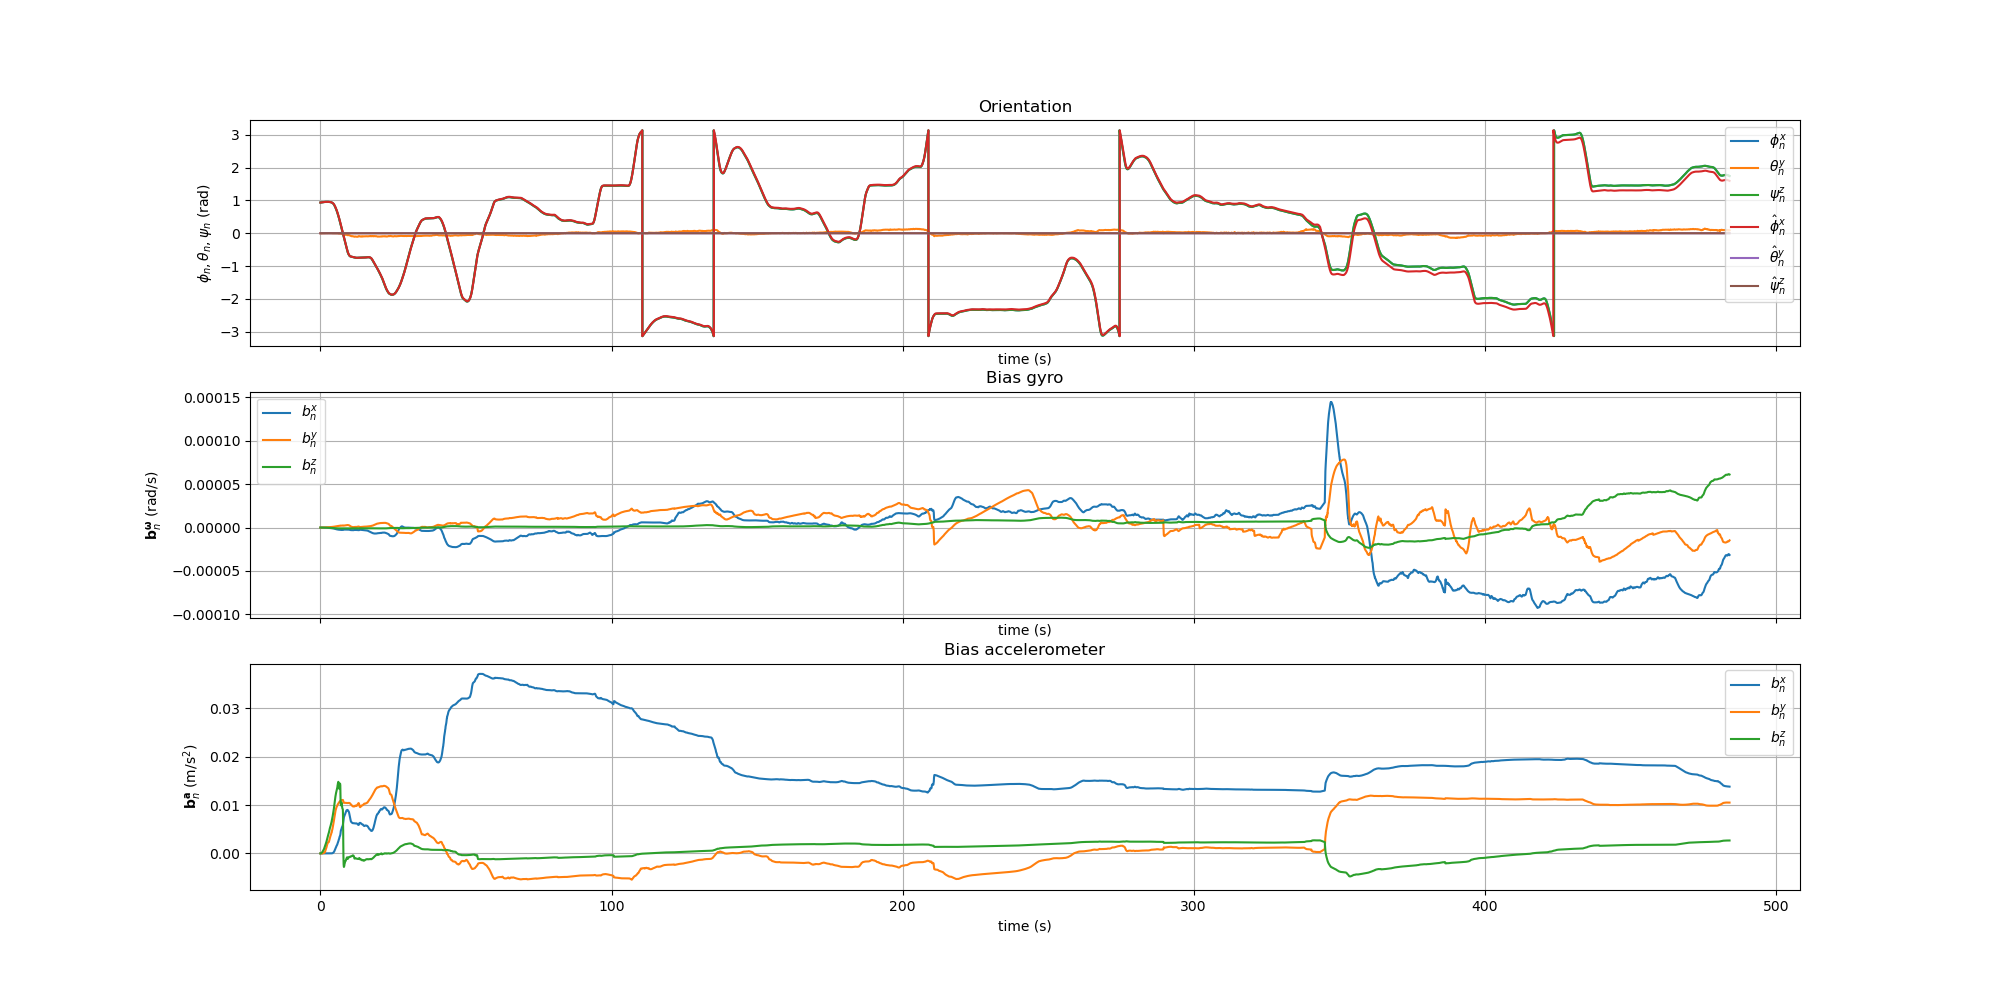 Orientation
ϕₙ, θₙ, ψₙ (rad)
3
2
1
0
−1
−2
−3
ϕₙˣ
θₙʸ
ψₙᶻ
ϕ̂ₙˣ
θ̂ₙʸ
ψ̂ₙᶻ
time (s)
Bias gyro
bₙ^ω (rad/s)
0.00015
0.00010
0.00005
0.00000
−0.00005
−0.00010
bₙˣ
bₙʸ
bₙᶻ
time (s)
Bias accelerometer
bₙᵃ (m/s²)
0.03
0.02
0.01
0.00
bₙˣ
bₙʸ
bₙᶻ
0 100 200 300 400 500
time (s)